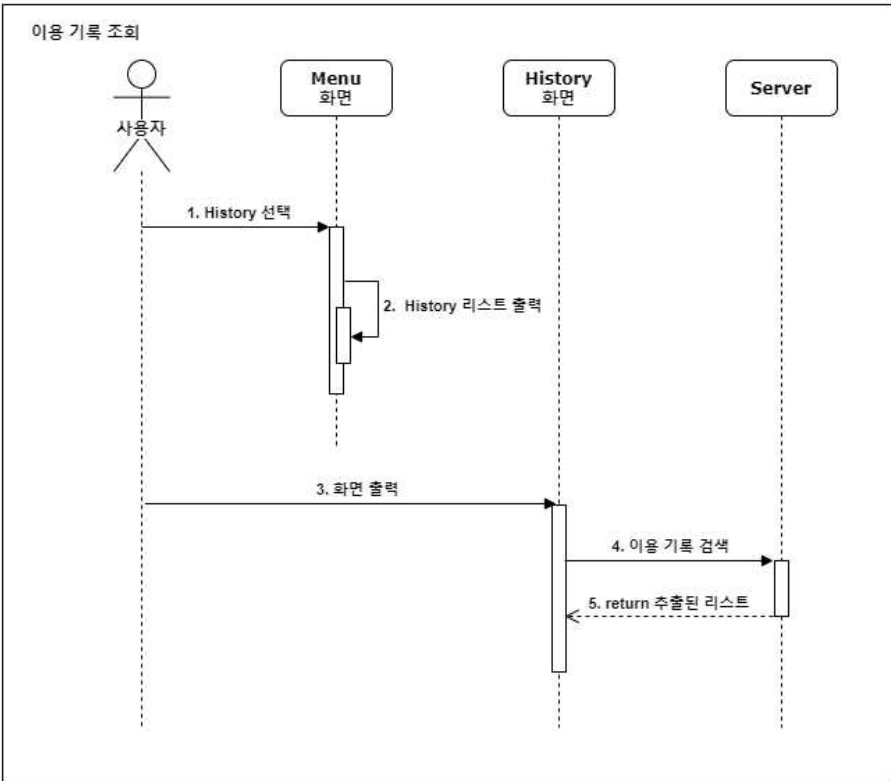 이용 기록 조회
사용자
Menu
화면
History
화면
Server
1. History 선택
2. History 리스트 출력
3. 화면 출력
4. 이용 기록 검색
5. return 추출된 리스트